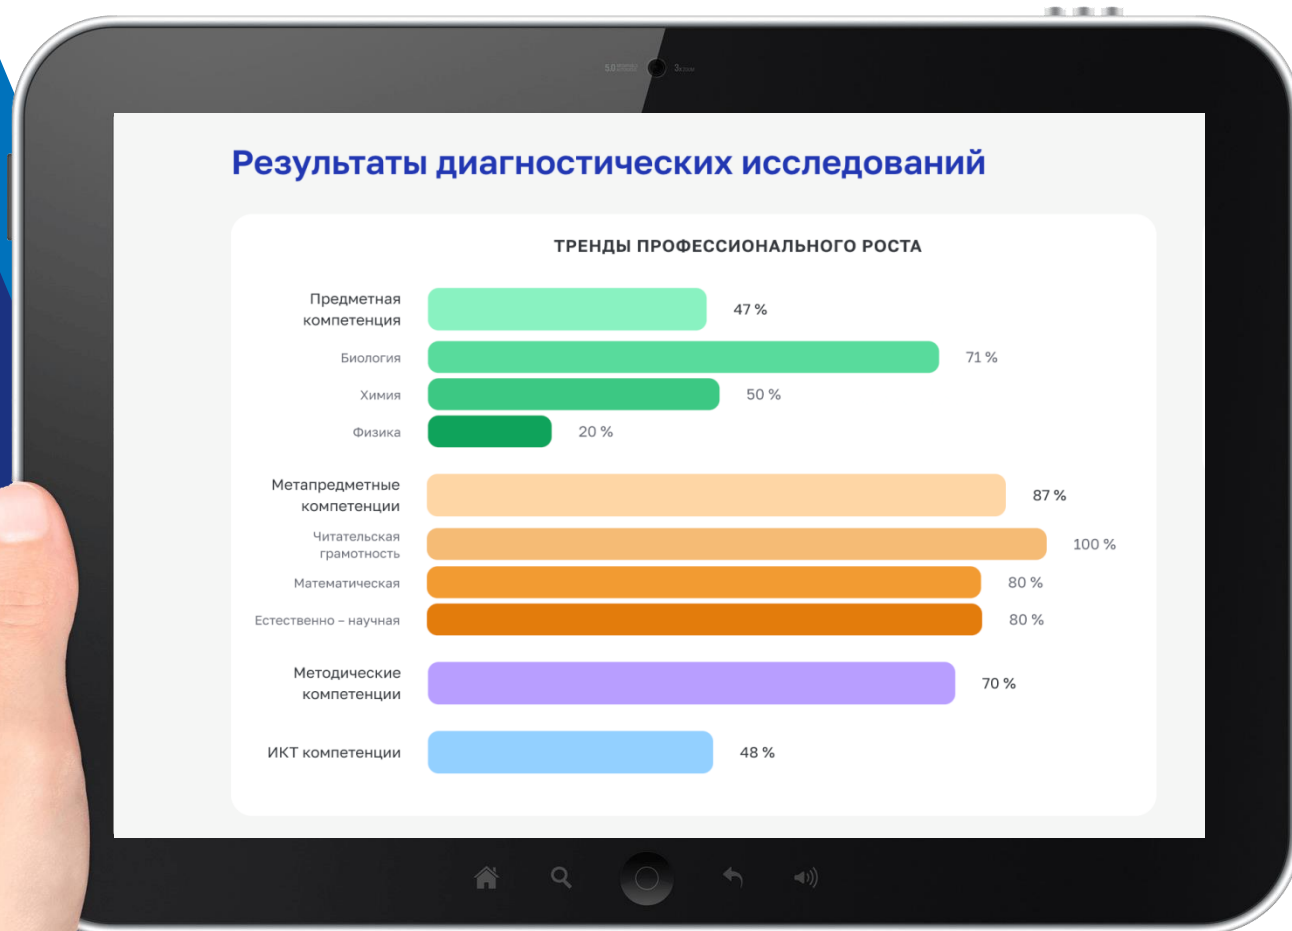 Результаты диагностических исследований
ТРЕНДЫ ПРОФЕССИОНАЛЬНОГО РОСТА
Предметная
компетенция
47 %
Биология
71 %
Химия
50 %
Физика
20 %
Метапредметные
компетенции
87 %
Читательская
грамотность
100 %
Математическая
80 %
Естественно – научная
80 %
Методические
компетенции
70 %
ИКТ компетенции
48 %